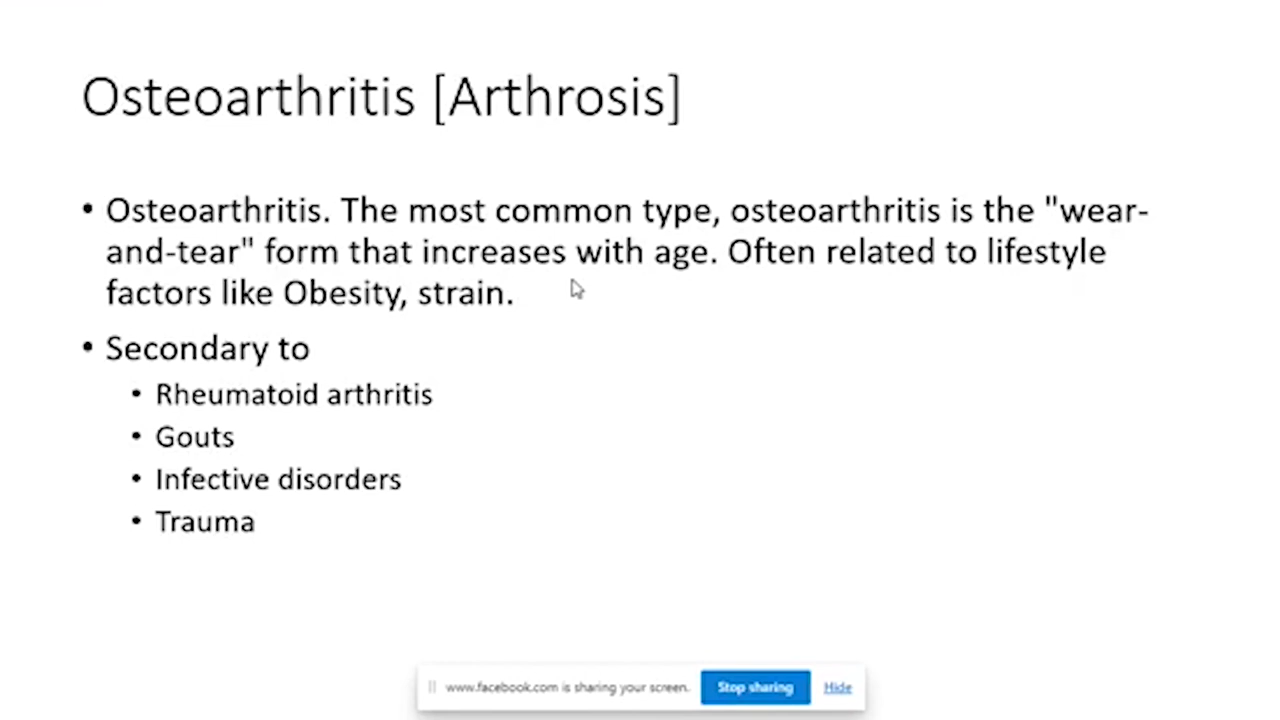 Osteoarthritis [Arthrosis]
• Osteoarthritis. The most common type, osteoarthritis is the "wear-
and-tear" form that increases with age. Often related to lifestyle
factors like Obesity, strain.
• Secondary to
• Rheumatoid arthritis
• Gouts
• Infective disorders
• Trauma
www.facebook.com is sharing your screen. Stop sharing Hide